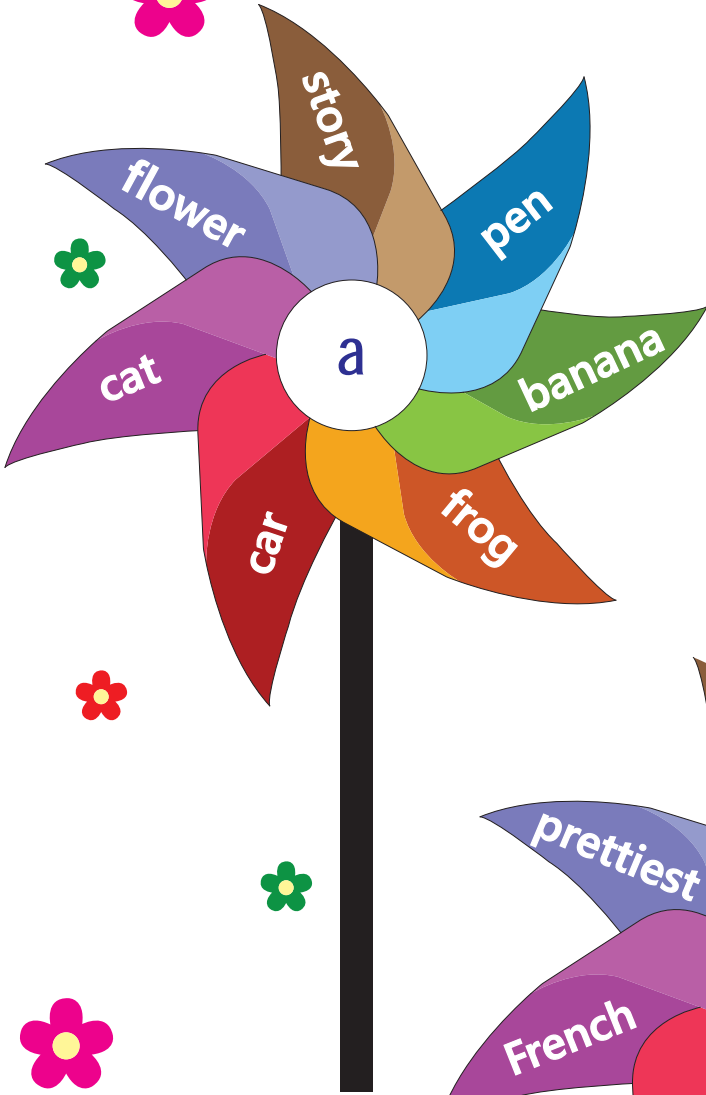 story
pen
banana
frog
car
cat
flower
a
prettiest
French